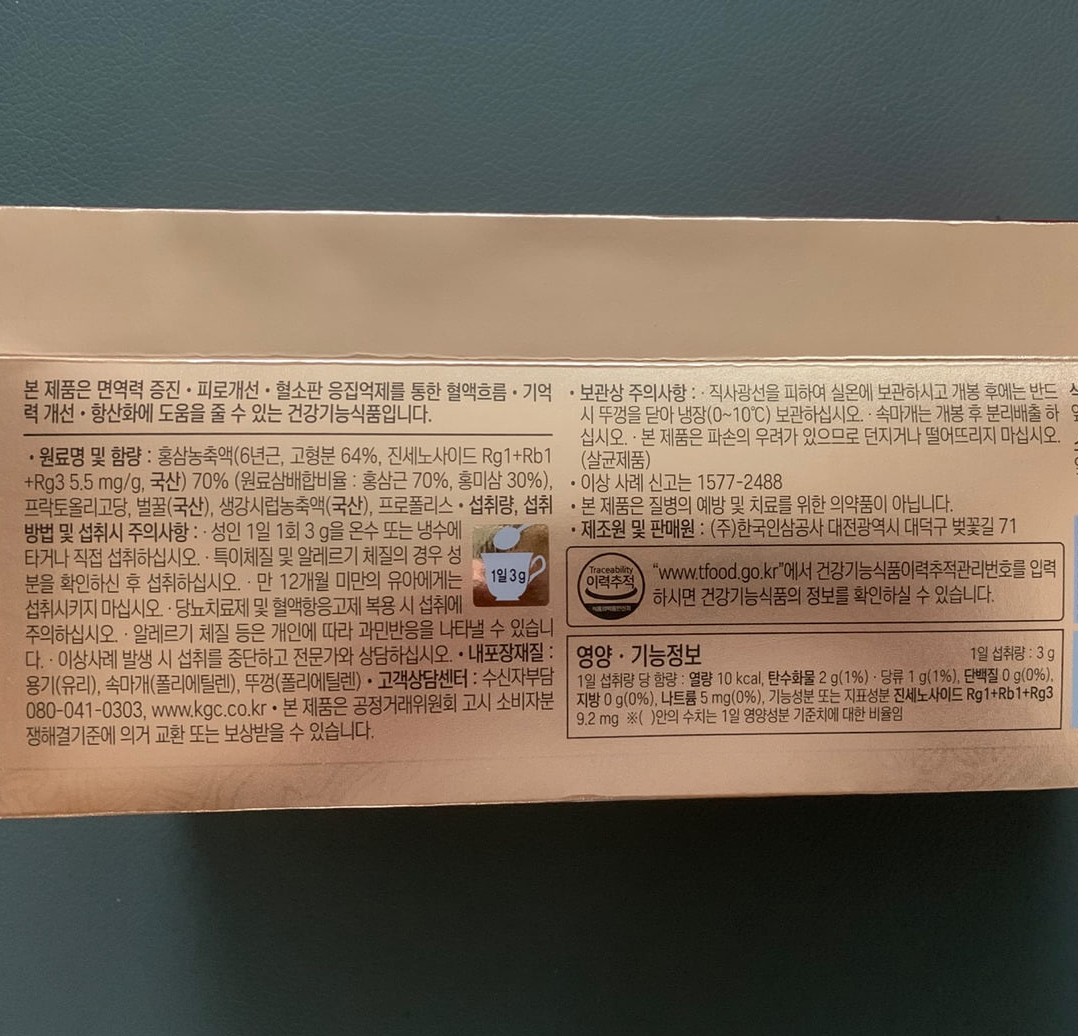 본 제품은 면역력 증진 • 피로개선 • 혈소판 응집억제를 통한 혈액흐름 • 기억
력 개선 • 항산화에 도움을 줄 수 있는 건강기능식품입니다.
• 원료명 및 함량 : 홍삼농축액(6년근, 고형분 64%, 진세노사이드 Rg1+Rb1
+Rg3 5.5 mg/g, 국산) 70% (원료삼배합비율 : 홍삼근 70%, 홍미삼 30%),
프락토올리고당, 벌꿀(국산), 생강시럽농축액(국산), 프로폴리스 • 섭취량, 섭취
방법 및 섭취시 주의사항 : · 성인 1일 1회 3 g을 온수 또는 냉수에
타거나 직접 섭취하십시오. · 특이체질 및 알레르기 체질의 경우 성
분을 확인하신 후 섭취하십시오. · 만 12개월 미만의 유아에게는
섭취시키지 마십시오. · 당뇨치료제 및 혈액항응고제 복용 시 섭취에
주의하십시오. · 알레르기 체질 등은 개인에 따라 과민반응을 나타낼 수 있습니
다. · 이상사례 발생 시 섭취를 중단하고 전문가와 상담하십시오. • 내포장재질 :
용기(유리), 속마개(폴리에틸렌), 뚜껑(폴리에틸렌) • 고객상담센터 : 수신자부담
080-041-0303, www.kgc.co.kr • 본 제품은 공정거래위원회 고시 소비자분
쟁해결기준에 의거 교환 또는 보상받을 수 있습니다.
1일 3g
• 보관상 주의사항 : · 직사광선을 피하여 실온에 보관하시고 개봉 후에는 반드
시 뚜껑을 닫아 냉장(0~10℃) 보관하십시오. · 속마개는 개봉 후 분리배출 하
십시오. · 본 제품은 파손의 우려가 있으므로 던지거나 떨어뜨리지 마십시오.
(살균제품)
• 이상 사례 신고는 1577-2488
• 본 제품은 질병의 예방 및 치료를 위한 의약품이 아닙니다.
• 제조원 및 판매원 : (주)한국인삼공사 대전광역시 대덕구 벚꽃길 71
Traceability
이력추적
식품의약품안전처
"www.tfood.go.kr"에서 건강기능식품이력추적관리번호를 입력
하시면 건강기능식품의 정보를 확인하실 수 있습니다.
영양 · 기능정보 1일 섭취량 : 3 g
1일 섭취량 당 함량 : 열량 10 kcal, 탄수화물 2 g(1%) · 당류 1 g(1%), 단백질 0 g(0%),
지방 0 g(0%), 나트륨 5 mg(0%), 기능성분 또는 지표성분 진세노사이드 Rg1+Rb1+Rg3
9.2 mg ※( )안의 수치는 1일 영양성분 기준치에 대한 비율임